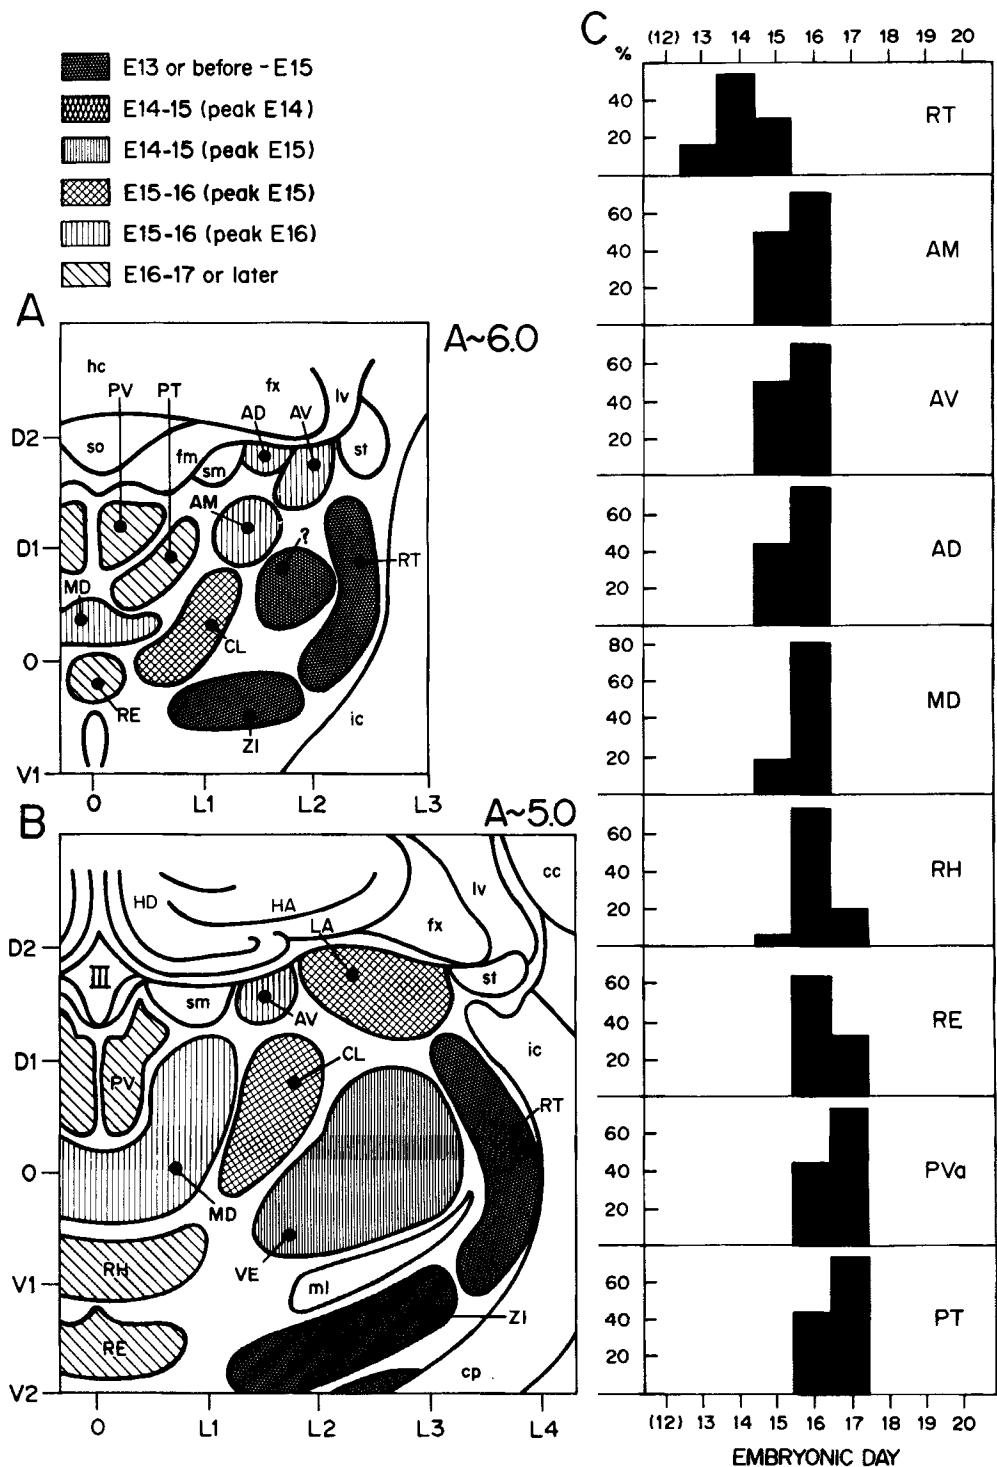 E13 or before - E15
E14-15 (peak E14)
E14-15 (peak E15)
E15-16 (peak E15)
E15-16 (peak E16)
E16-17 or later
A
A~6.0
hc
PV
PT
fx
lv
AD
AV
D2
so
fm
sm
st
AM
?
D1
RT
MD
CL
O
RE
ZI
ic
V1
O
L1
L2
L3
B
A~5.0
cc
HD
HA
lv
LA
fx
D2
III
sm
AV
st
D1
PV
CL
ic
RT
O
MD
VE
RH
V1
ml
ZI
RE
cp
V2
O
L1
L2
L3
L4
C
%
(12) 13 14 15 16 17 18 19 20
40
20
RT
60
40
20
AM
60
40
20
AV
60
40
20
AD
80
60
40
20
MD
60
40
20
RH
60
40
20
RE
60
40
20
PVa
60
40
20
PT
(12) 13 14 15 16 17 18 19 20
EMBRYONIC DAY